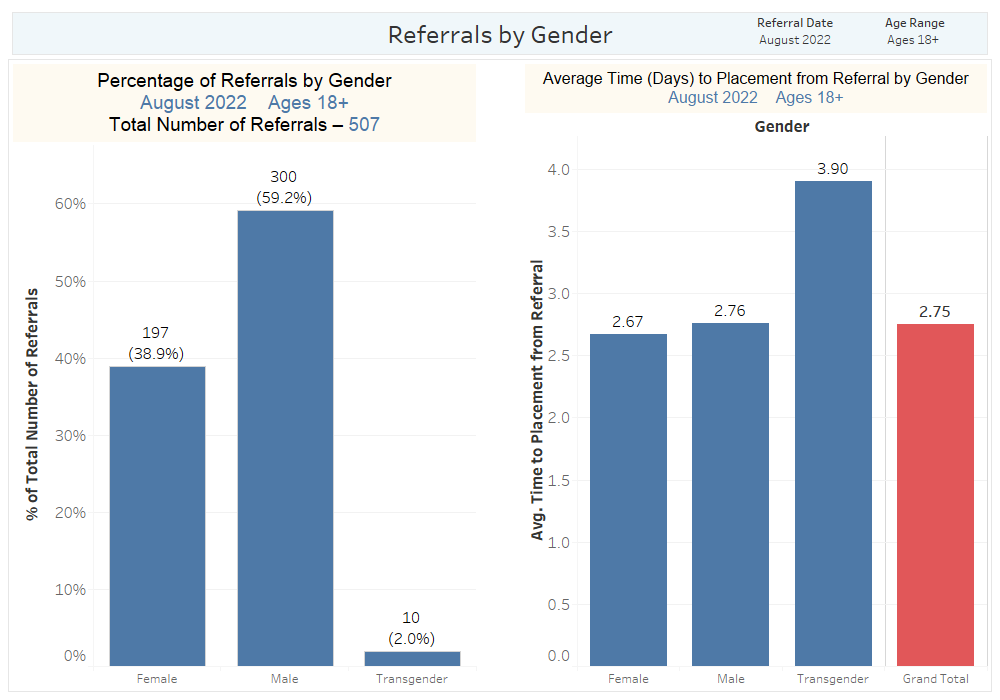 Referrals by Gender
Referral Date
August 2022
Age Range
Ages 18+
Percentage of Referrals by Gender
August 2022 Ages 18+
Total Number of Referrals – 507
% of Total Number of Referrals
60%
50%
40%
30%
20%
10%
0%
197
(38.9%)
300
(59.2%)
10
(2.0%)
Female
Male
Transgender
Average Time (Days) to Placement from Referral by Gender
August 2022 Ages 18+
Gender
Avg. Time to Placement from Referral
4.0
3.5
3.0
2.5
2.0
1.5
1.0
0.5
0.0
2.67
2.76
3.90
2.75
Female
Male
Transgender
Grand Total